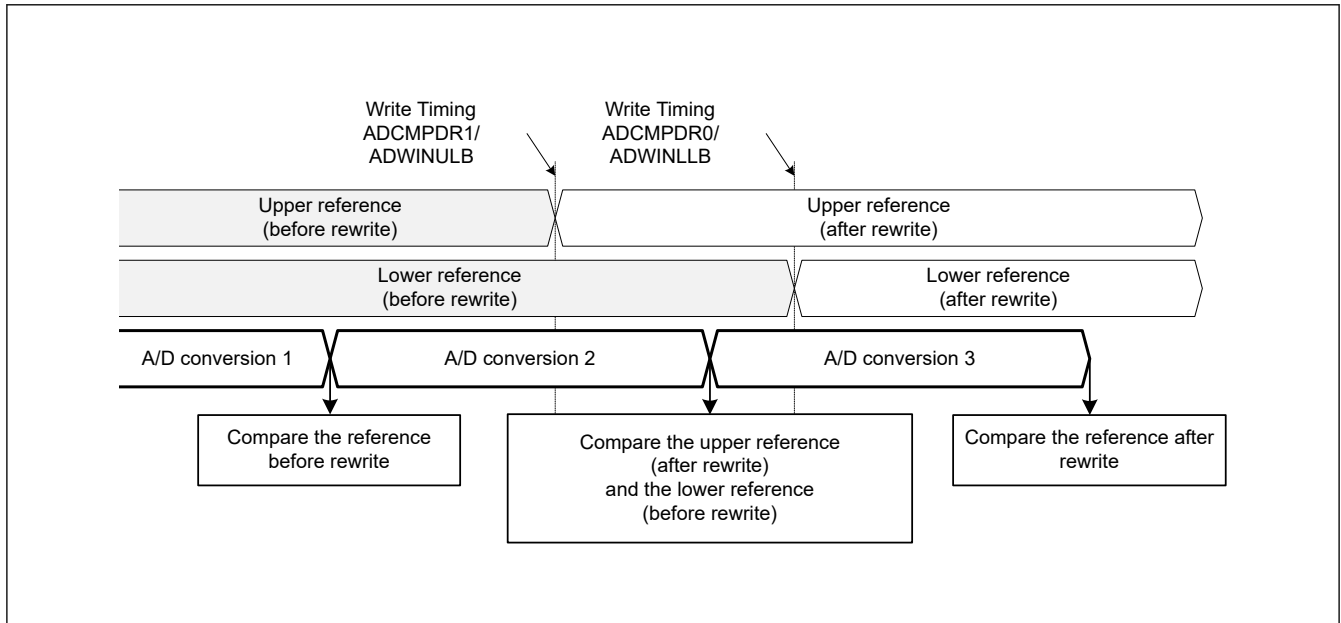 Write Timing
ADCMPDR1/
ADWINULB
Write Timing
ADCMPDR0/
ADWINLLB
Upper reference
(before rewrite)
Upper reference
(after rewrite)
Lower reference
(before rewrite)
Lower reference
(after rewrite)
A/D conversion 1
A/D conversion 2
A/D conversion 3
Compare the reference
before rewrite
Compare the upper reference
(after rewrite)
and the lower reference
(before rewrite)
Compare the reference after
rewrite